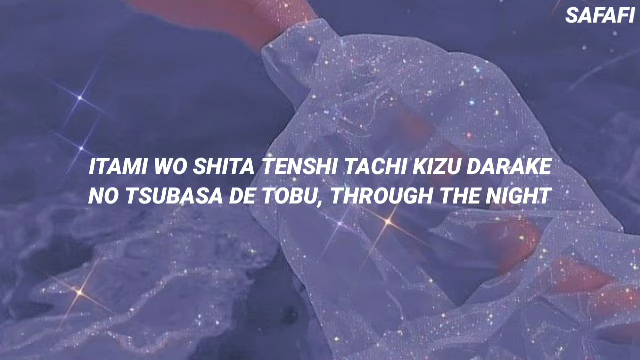 SAFAFI
ITAMI WO SHITA TENSHI TACHI KIZU DARAKE
NO TSUBASA DE TOBU, THROUGH THE NIGHT